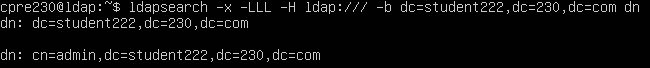 cpre230@ldap:~$ ldapsearch -x -LLL -H ldap:/// -b dc=student222,dc=230,dc=com dn
dn: dc=student222,dc=230,dc=com
dn: cn=admin,dc=student222,dc=230,dc=com